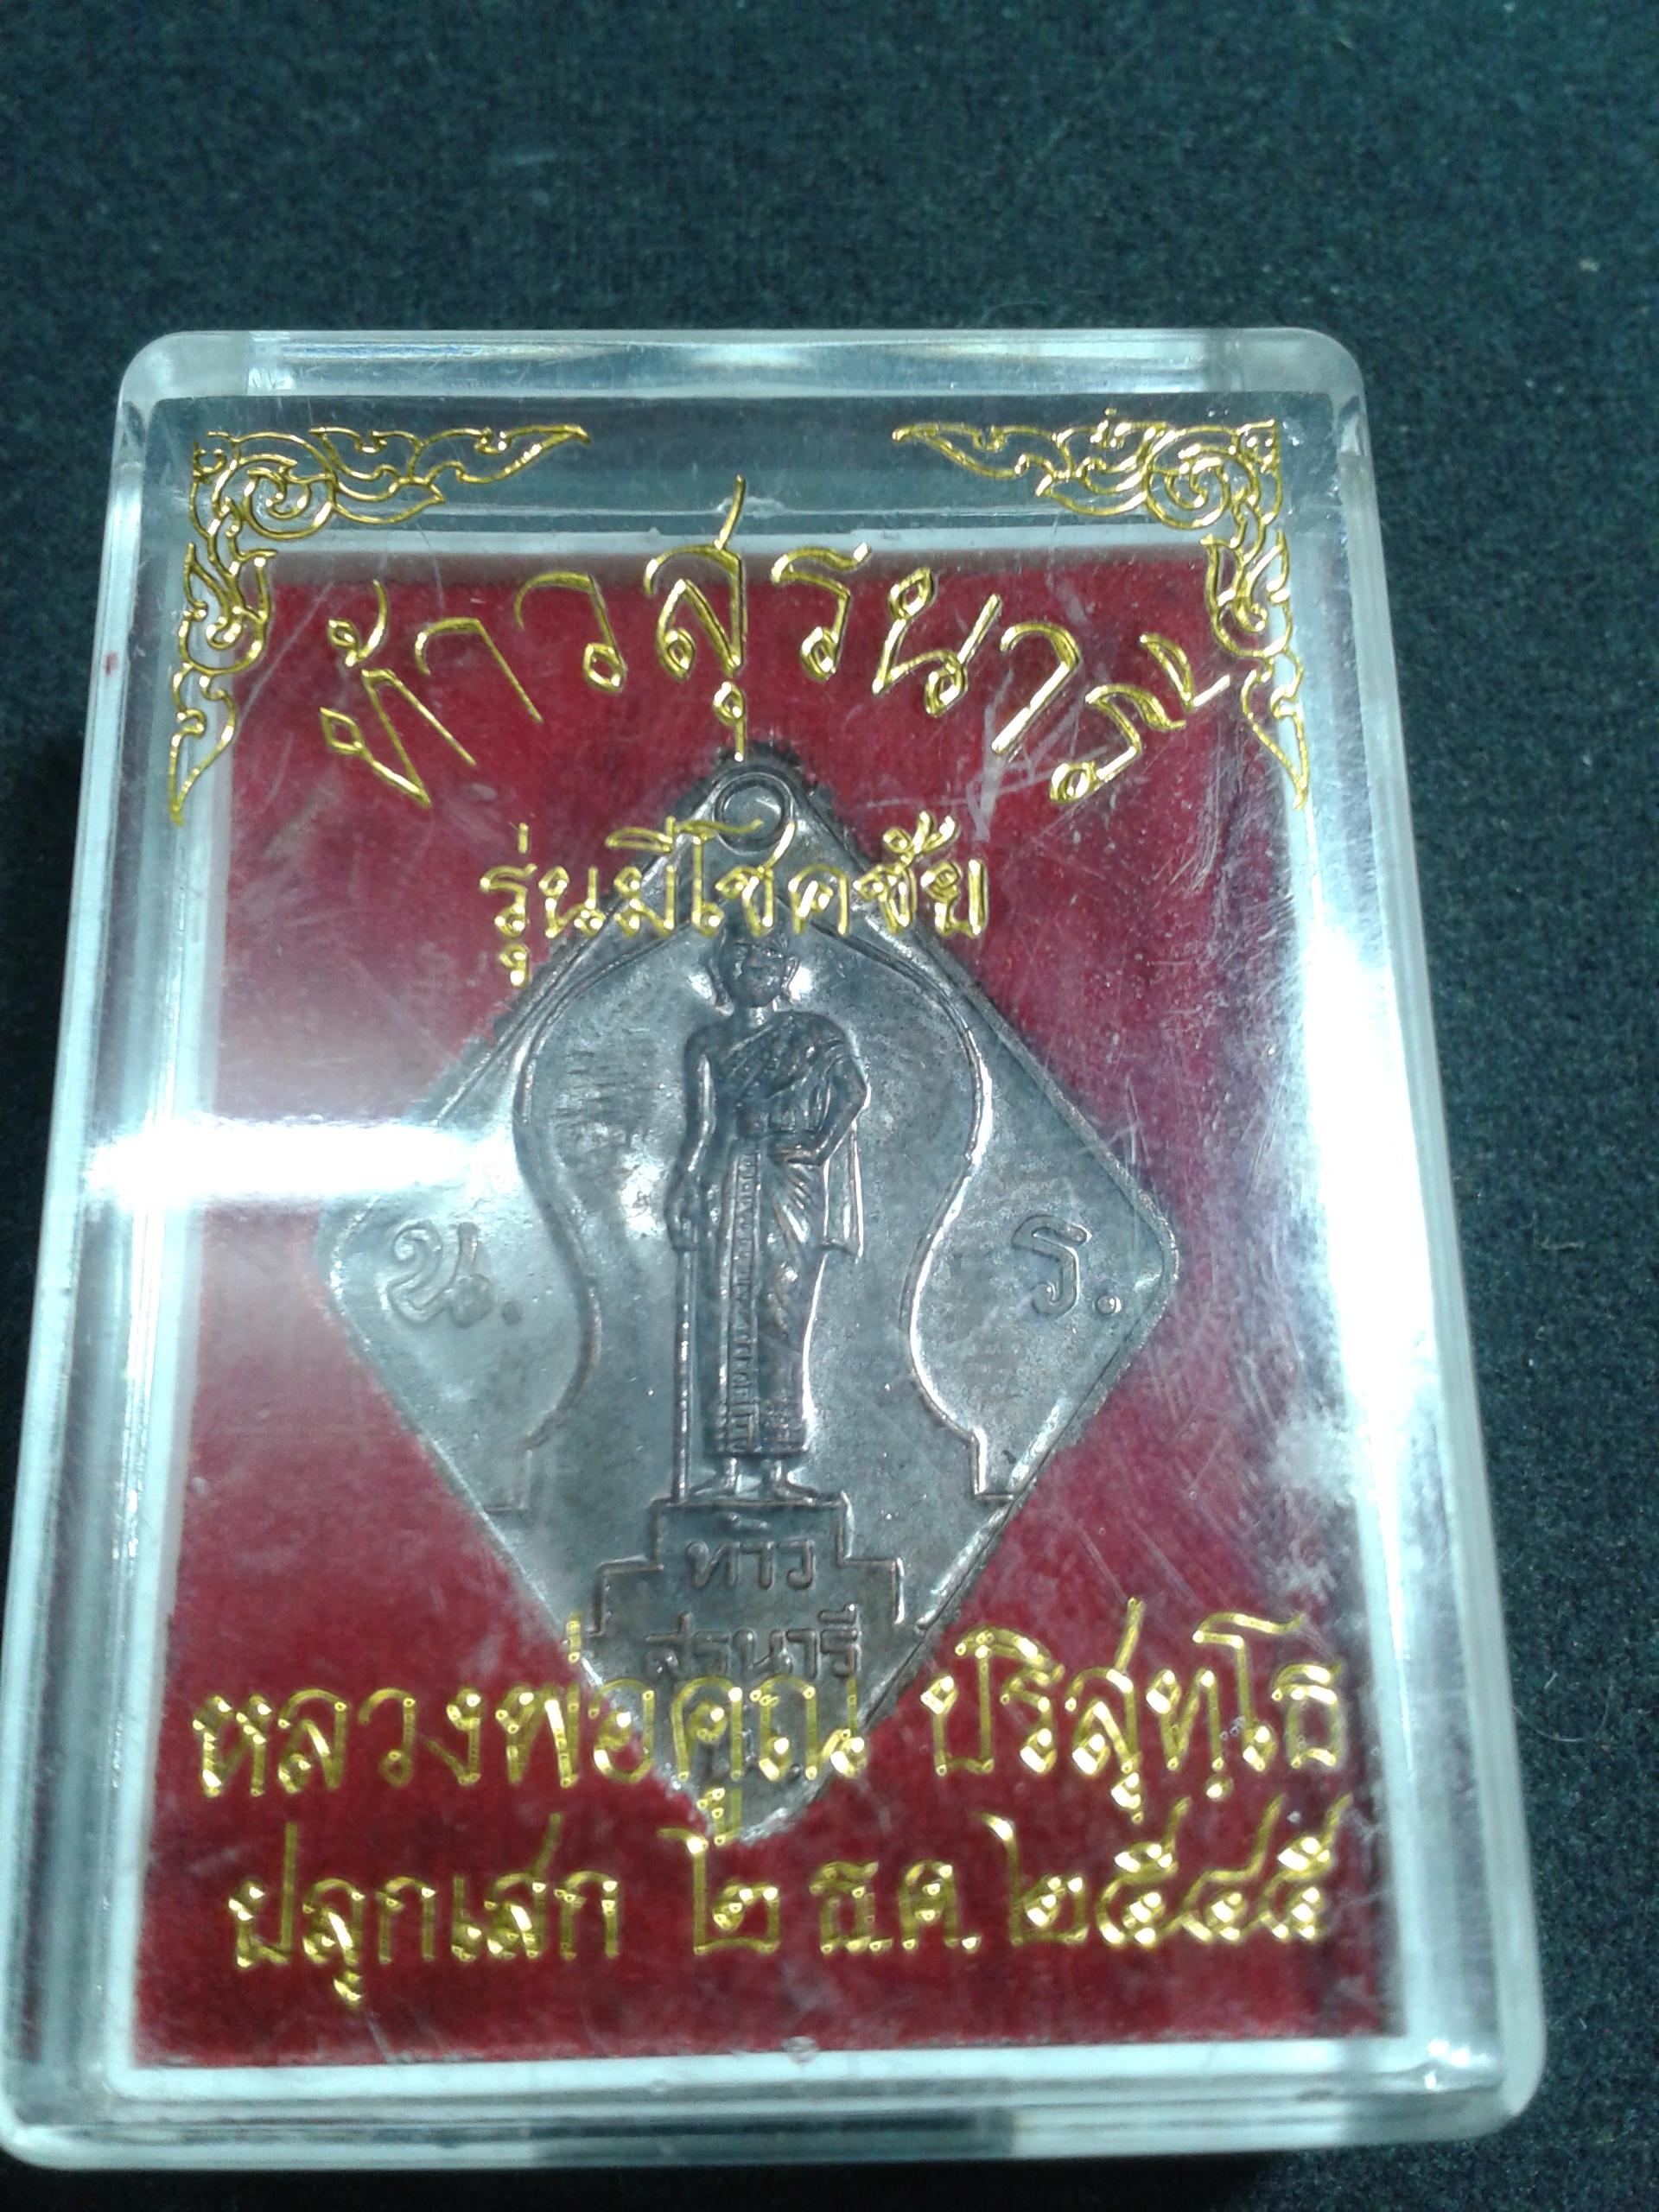 ท้าวสุรนารี
รุ่นมีโชคชัย
น. ร.
ท้าว
สุรนารี
หลวงพ่อคูณ ปริสุทฺโธ
ปลุกเสก ๒ ธ.ค. ๒๕๔๕